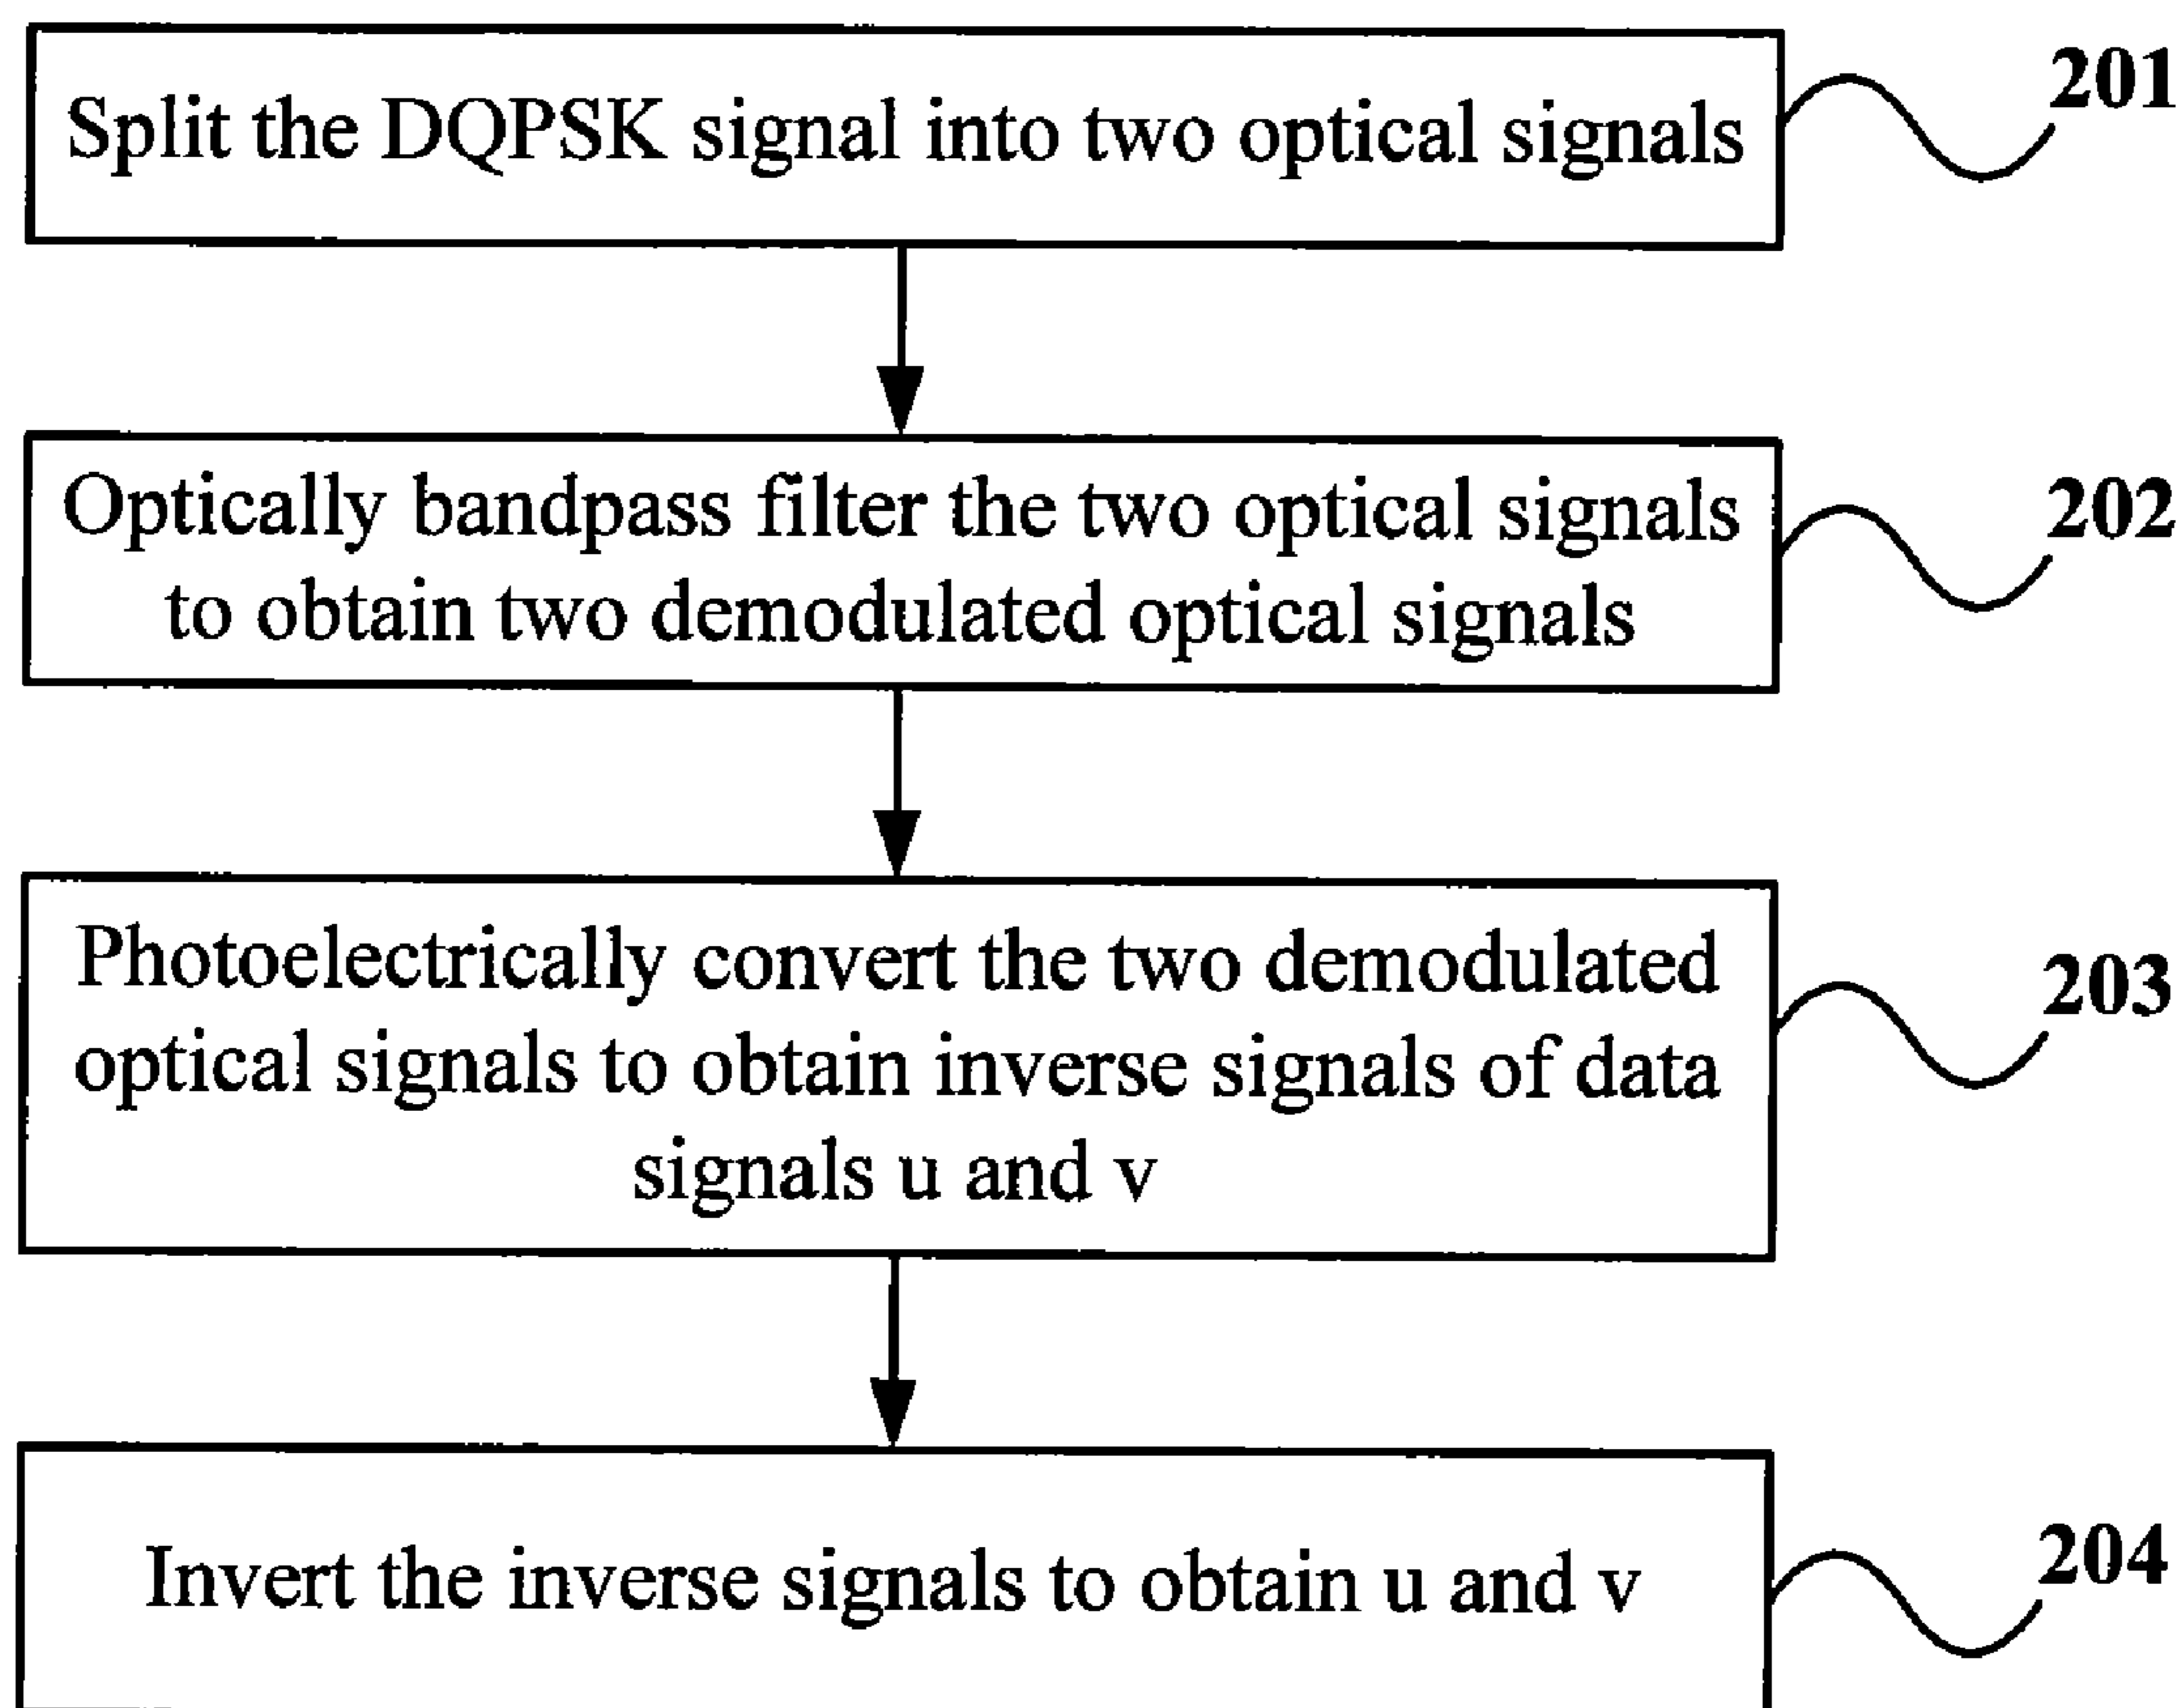 Split the DQPSK signal into two optical signals
201
Optically bandpass filter the two optical signals
to obtain two demodulated optical signals
202
Photoelectrically convert the two demodulated
optical signals to obtain inverse signals of data
signals u and v
203
Invert the inverse signals to obtain u and v
204